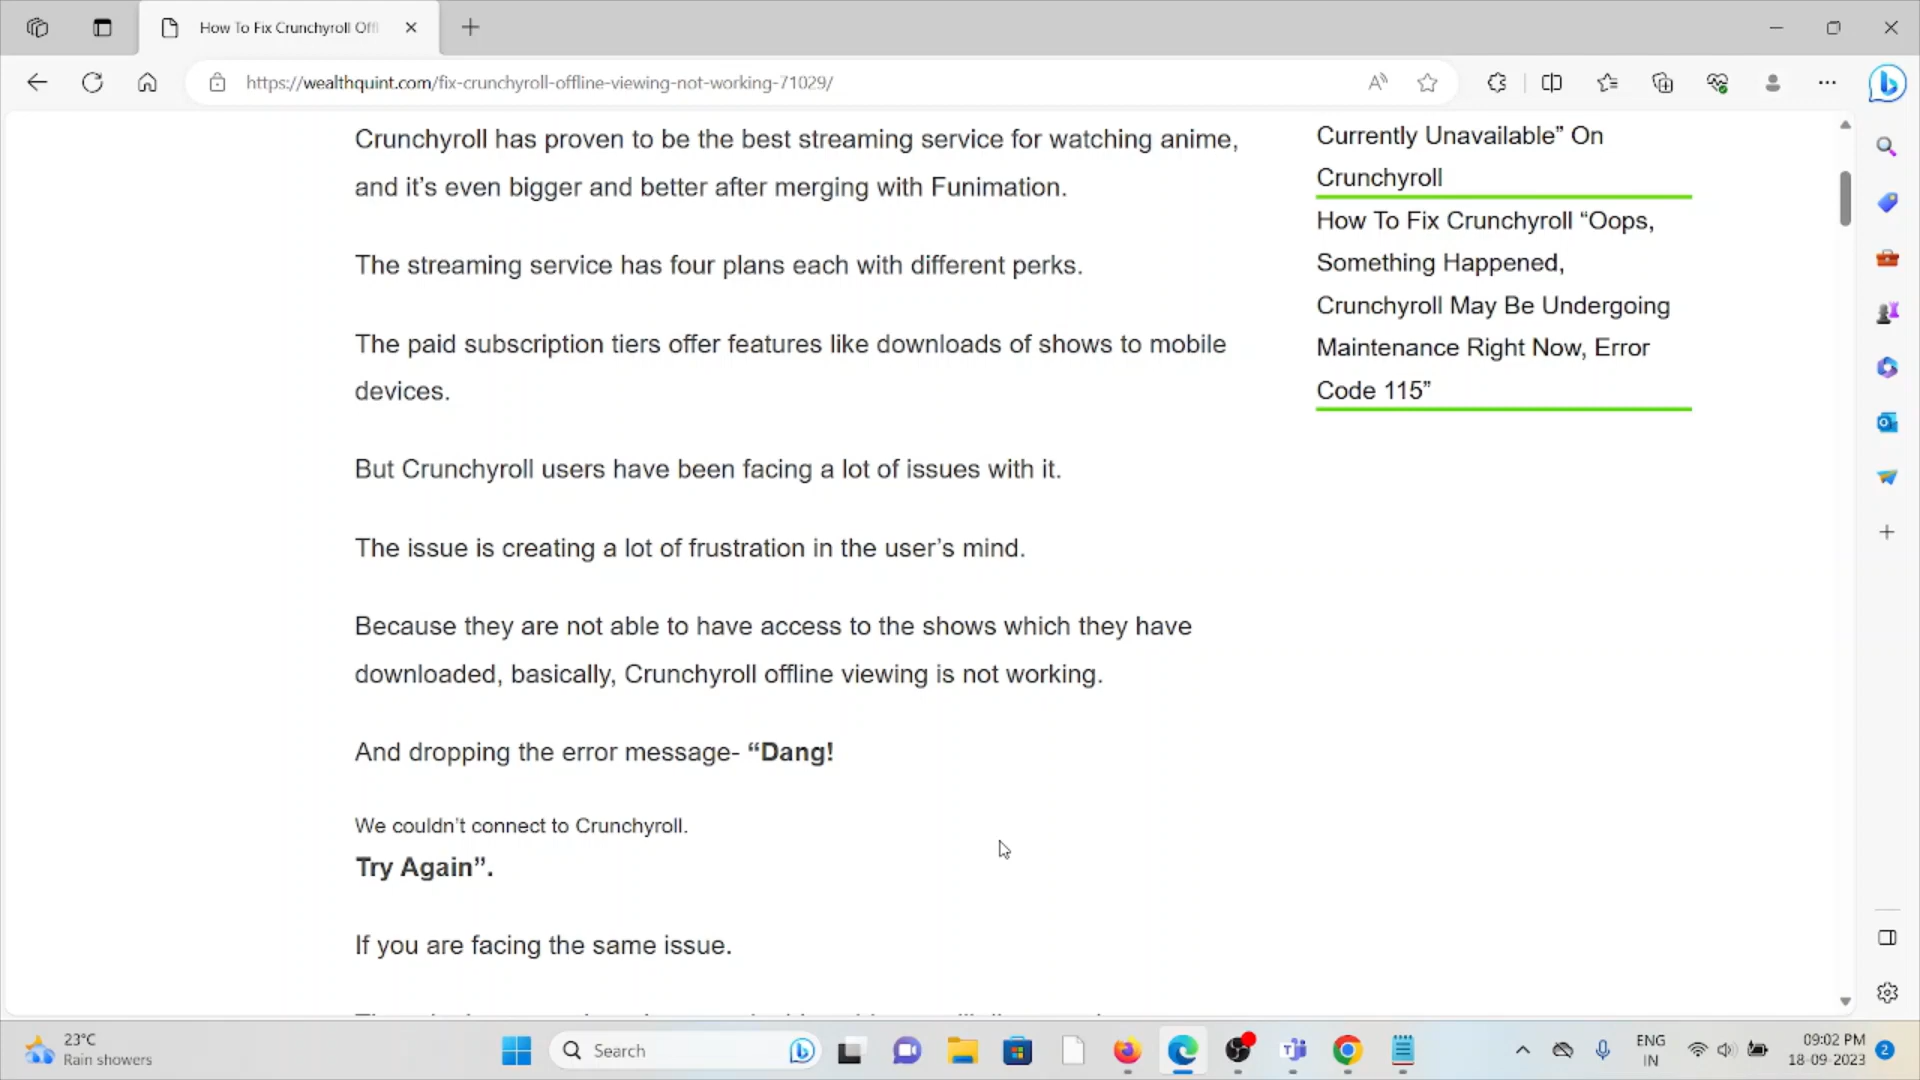 How To Fix Crunchyroll Off
https://wealthquint.com/fix-crunchyroll-offline-viewing-not-working-71029/
Crunchyroll has proven to be the best streaming service for watching anime,
and it’s even bigger and better after merging with Funimation.
The streaming service has four plans each with different perks.
The paid subscription tiers offer features like downloads of shows to mobile
devices.
But Crunchyroll users have been facing a lot of issues with it.
The issue is creating a lot of frustration in the user’s mind.
Because they are not able to have access to the shows which they have
downloaded, basically, Crunchyroll offline viewing is not working.
And dropping the error message- “Dang!
We couldn’t connect to Crunchyroll.
Try Again”.
If you are facing the same issue.
Currently Unavailable” On
Crunchyroll
How To Fix Crunchyroll “Oops,
Something Happened,
Crunchyroll May Be Undergoing
Maintenance Right Now, Error
Code 115”
23°C
Rain showers
Search
ENG
IN
09:02 PM
18-09-2023
2